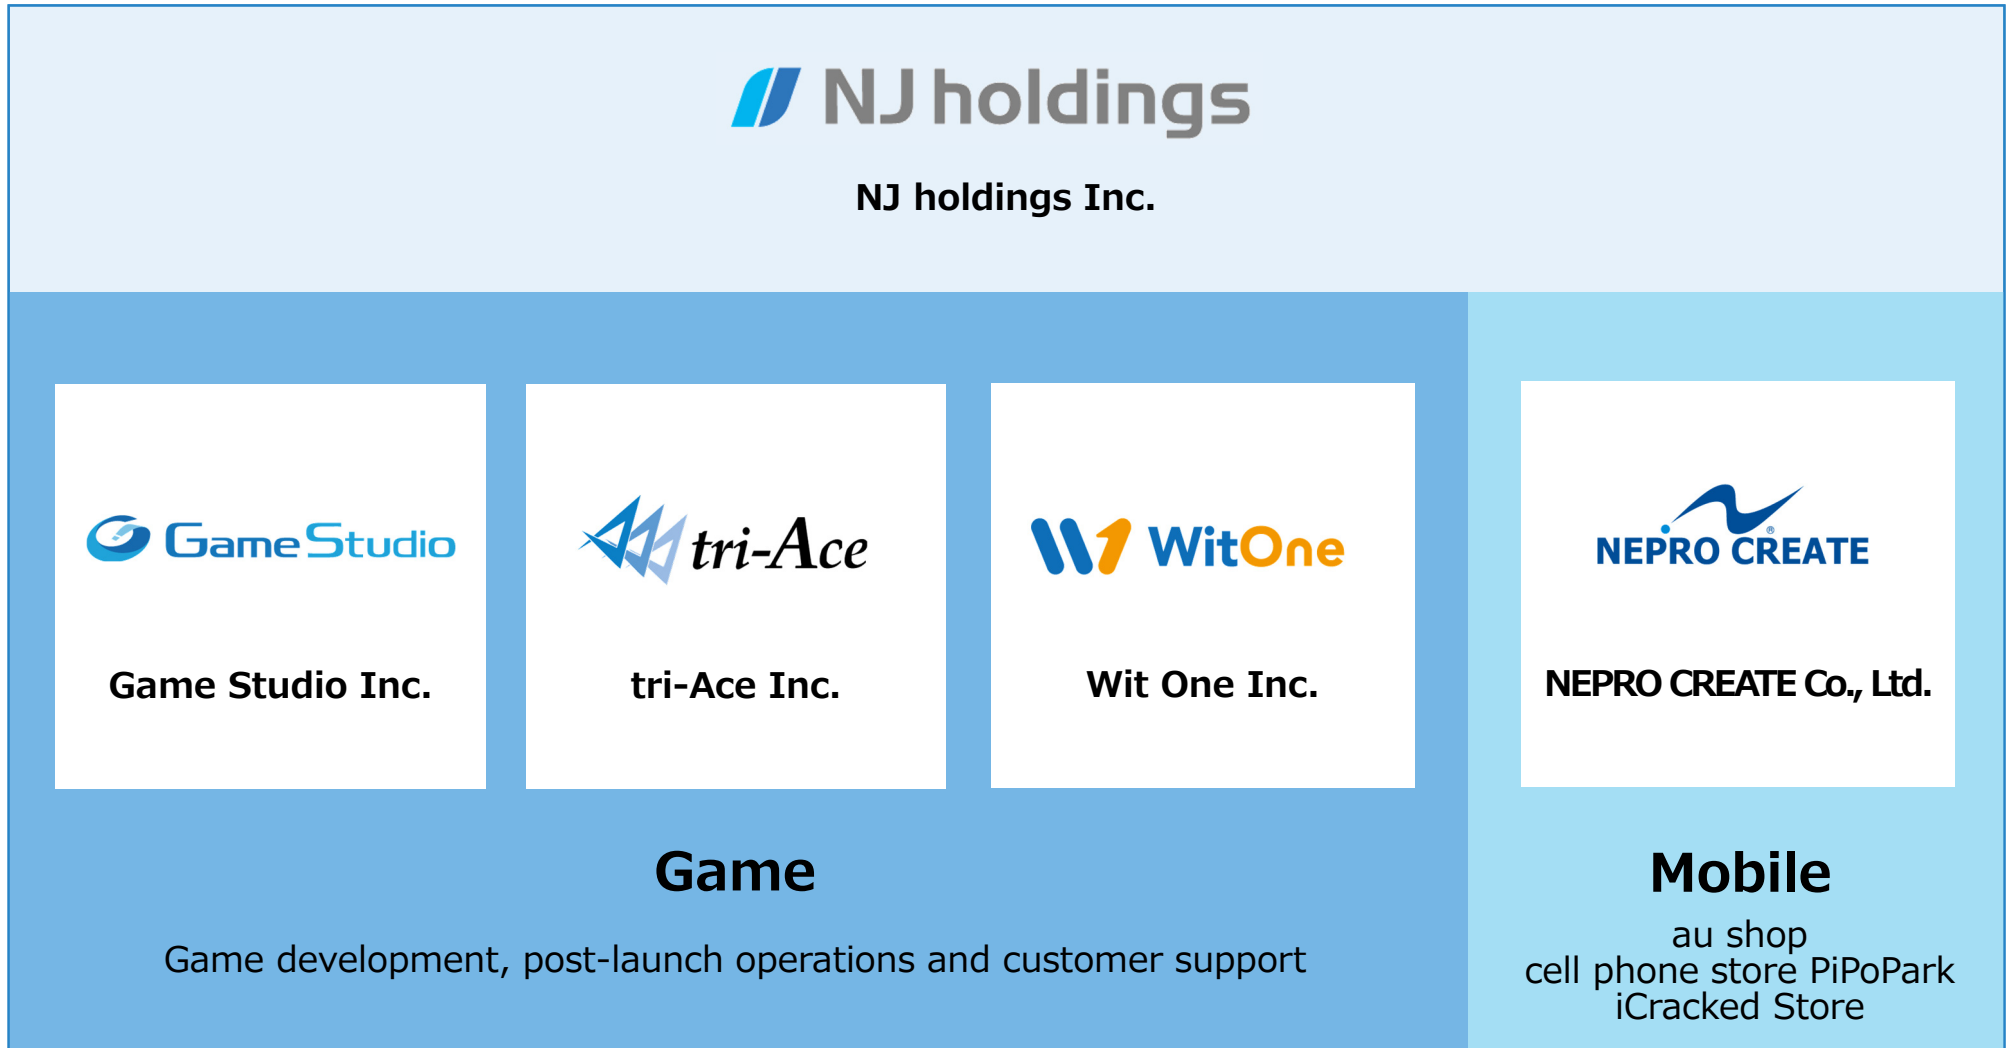 NJ holdings
NJ holdings Inc.
GameStudio
tri-Ace
W1 WitOne
NEPRO CREATE®
Game Studio Inc.
tri-Ace Inc.
Wit One Inc.
NEPRO CREATE Co., Ltd.
Game
Game development, post-launch operations and customer support
Mobile
au shop
cell phone store PiPoPark
iCracked Store